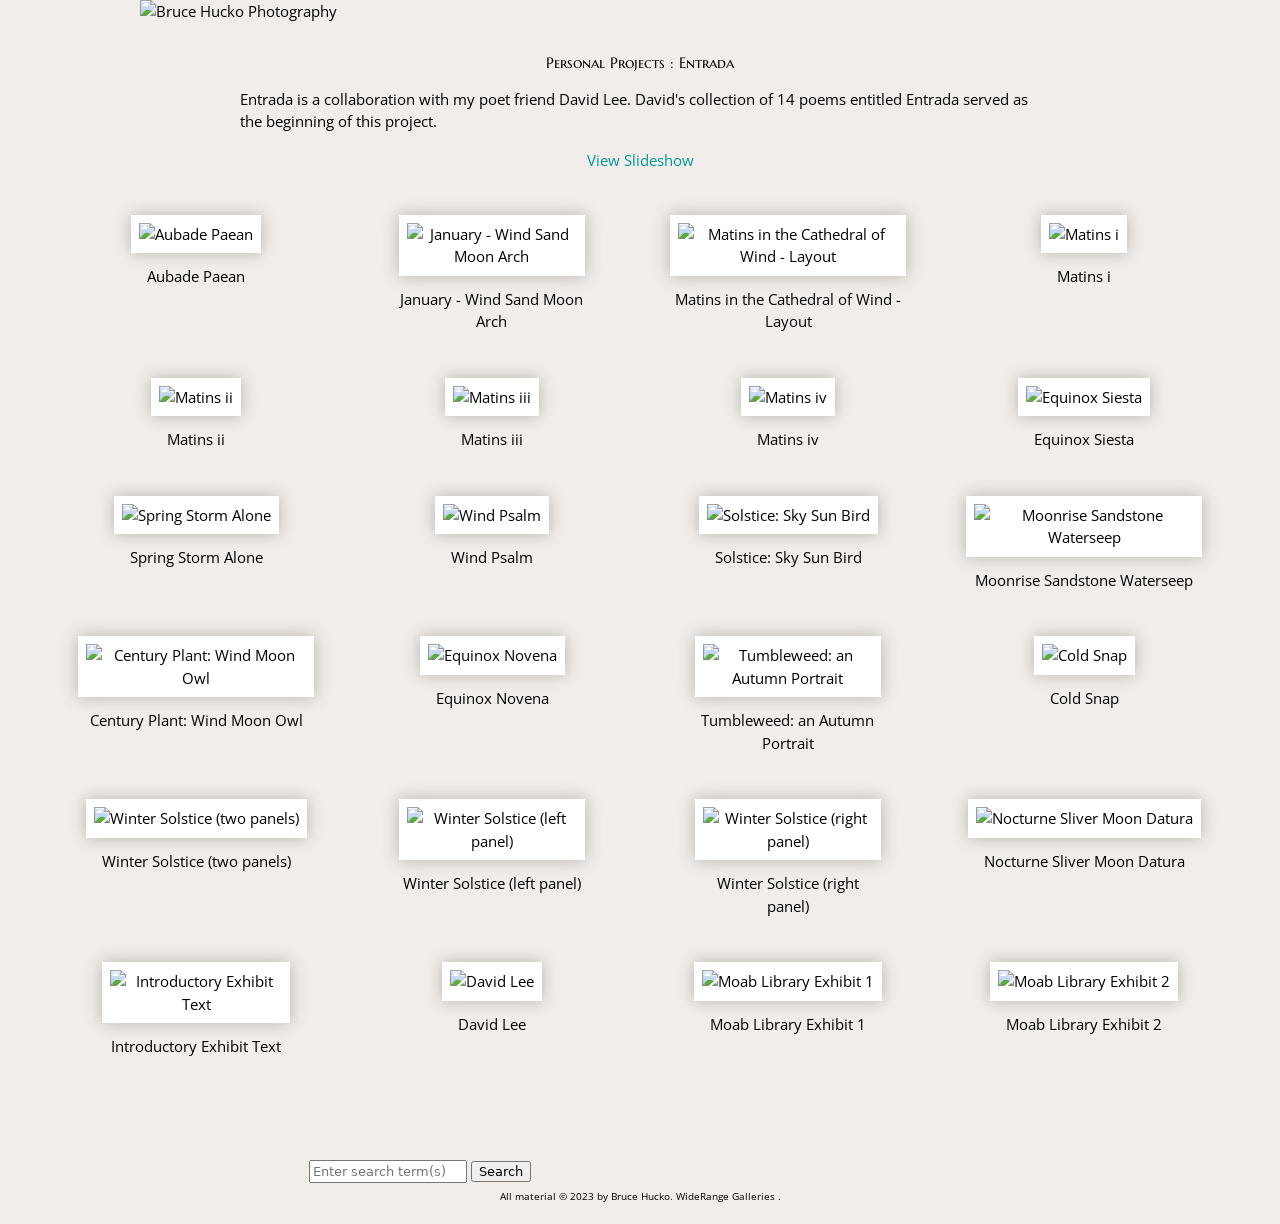 Bruce Hucko Photography
Personal Projects : Entrada
Entrada is a collaboration with my poet friend David Lee. David's collection of 14 poems entitled Entrada served as
the beginning of this project.
View Slideshow
Aubade Paean
January - Wind Sand
Moon Arch
Matins in the Cathedral of
Wind - Layout
Matins i
Aubade Paean
January - Wind Sand Moon
Arch
Matins in the Cathedral of Wind -
Layout
Matins i
Matins ii
Matins iii
Matins iv
Equinox Siesta
Matins ii
Matins iii
Matins iv
Equinox Siesta
Spring Storm Alone
Wind Psalm
Solstice: Sky Sun Bird
Moonrise Sandstone
Waterseep
Spring Storm Alone
Wind Psalm
Solstice: Sky Sun Bird
Moonrise Sandstone Waterseep
Century Plant: Wind Moon
Owl
Equinox Novena
Tumbleweed: an
Autumn Portrait
Cold Snap
Century Plant: Wind Moon Owl
Equinox Novena
Tumbleweed: an Autumn
Portrait
Cold Snap
Winter Solstice (two panels)
Winter Solstice (left
panel)
Winter Solstice (right
panel)
Nocturne Sliver Moon Datura
Winter Solstice (two panels)
Winter Solstice (left panel)
Winter Solstice (right
panel)
Nocturne Sliver Moon Datura
Introductory Exhibit
Text
David Lee
Moab Library Exhibit 1
Moab Library Exhibit 2
Introductory Exhibit Text
David Lee
Moab Library Exhibit 1
Moab Library Exhibit 2
Enter search term(s)
Search
All material © 2023 by Bruce Hucko. WideRange Galleries .